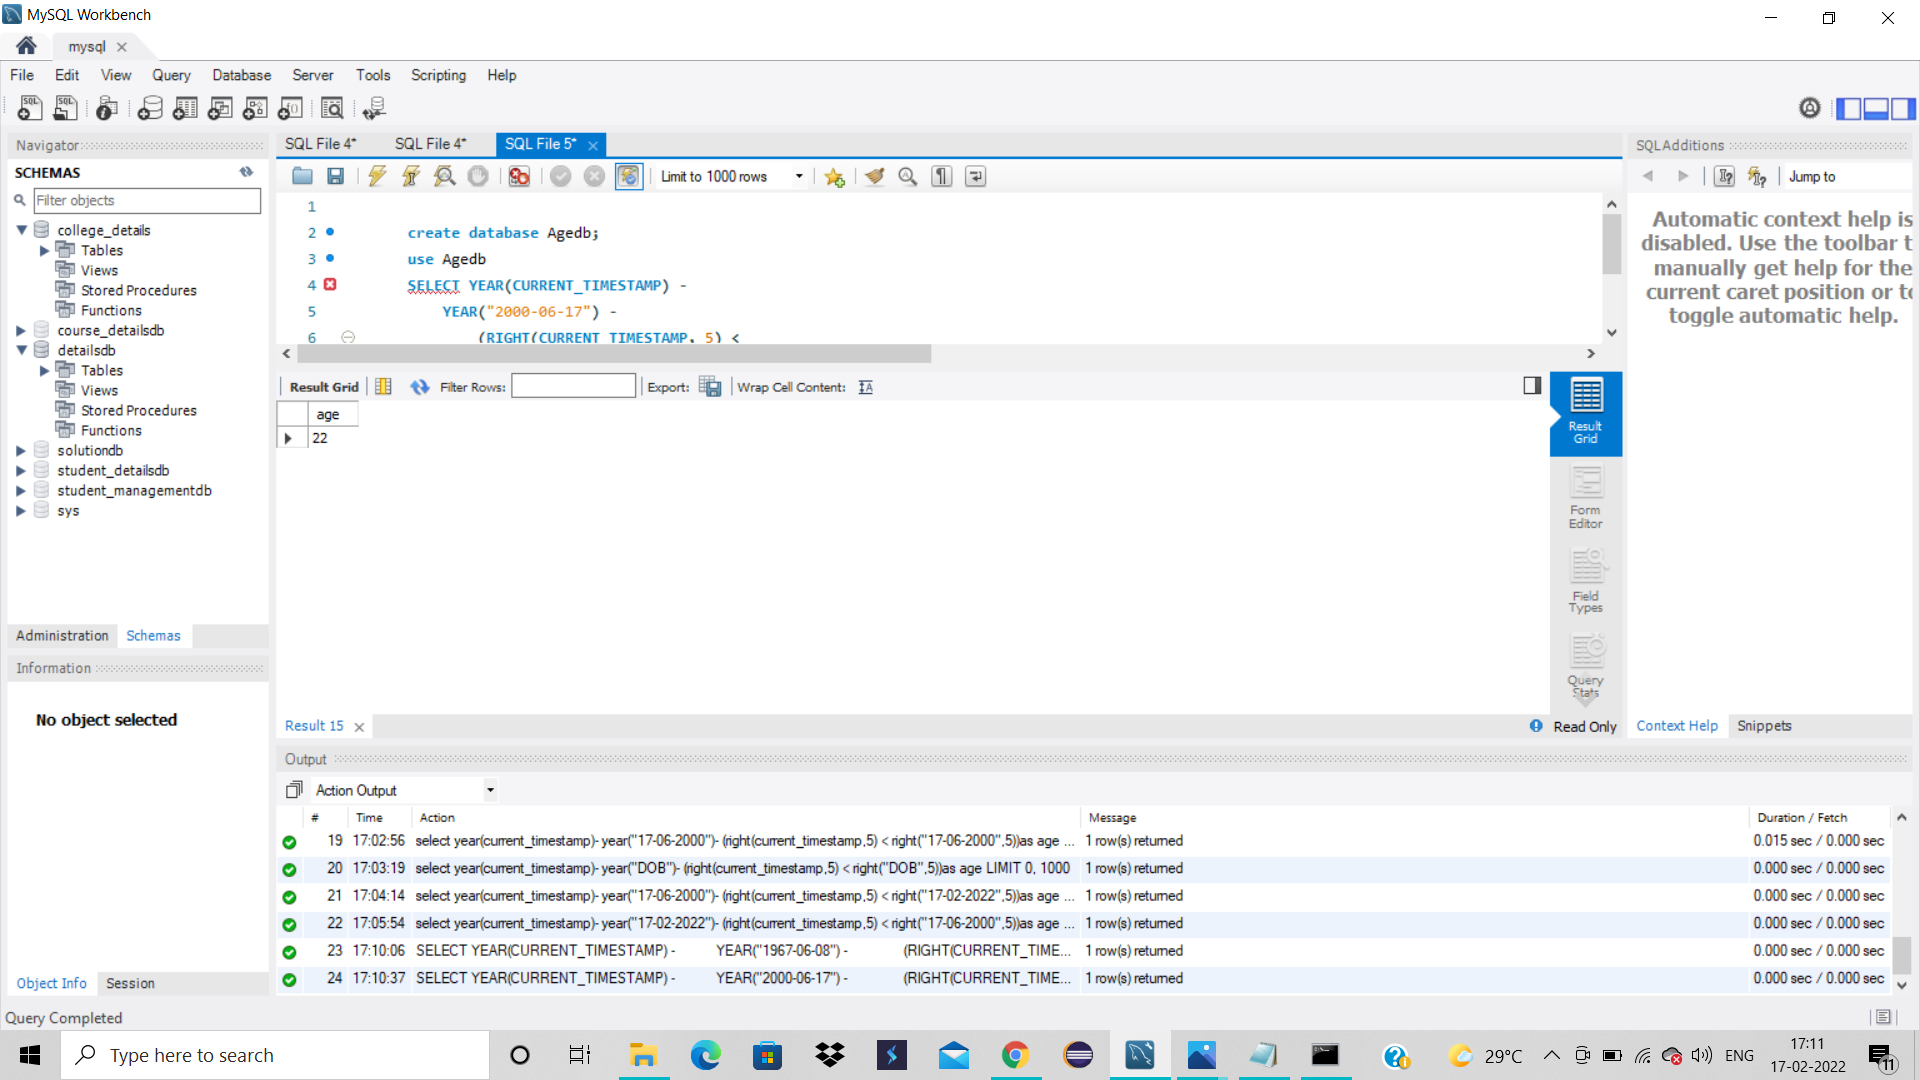 MySQL Workbench
mysql
File Edit View Query Database Server Tools Scripting Help
Navigator
SCHEMAS
Filter objects
college_details
Tables
Views
Stored Procedures
Functions
course_detailsdb
detailsdb
Tables
Views
Stored Procedures
Functions
solutiondb
student_detailsdb
student_managementdb
sys
Administration Schemas
Information
No object selected
Object Info Session
SQL File 4* SQL File 4* SQL File 5*
Limit to 1000 rows
1
2 create database Agedb;
3 use Agedb
4 SELECT YEAR(CURRENT_TIMESTAMP) -
5 YEAR("2000-06-17") -
6 (RIGHT(CURRENT_TIMESTAMP, 5) <
Result Grid Filter Rows: Export: Wrap Cell Content:
age
22
Result Grid
Form Editor
Field Types
Query Stats
Result 15
Read Only
SQLAdditions
Jump to
Automatic context help is
disabled. Use the toolbar t
manually get help for the
current caret position or to
toggle automatic help.
Context Help Snippets
Output
Action Output
# Time Action Message Duration / Fetch
19 17:02:56 select year(current_timestamp)- year("17-06-2000")- (right(current_timestamp,5) < right("17-06-2000",5))as age ... 1 row(s) returned 0.015 sec / 0.000 sec
20 17:03:19 select year(current_timestamp)- year("DOB")- (right(current_timestamp,5) < right("DOB",5))as age LIMIT 0, 1000 1 row(s) returned 0.000 sec / 0.000 sec
21 17:04:14 select year(current_timestamp)- year("17-06-2000")- (right(current_timestamp,5) < right("17-02-2022",5))as age ... 1 row(s) returned 0.000 sec / 0.000 sec
22 17:05:54 select year(current_timestamp)- year("17-02-2022")- (right(current_timestamp,5) < right("17-06-2000",5))as age ... 1 row(s) returned 0.000 sec / 0.000 sec
23 17:10:06 SELECT YEAR(CURRENT_TIMESTAMP) - YEAR("1967-06-08") - (RIGHT(CURRENT_TIME... 1 row(s) returned 0.000 sec / 0.000 sec
24 17:10:37 SELECT YEAR(CURRENT_TIMESTAMP) - YEAR("2000-06-17") - (RIGHT(CURRENT_TIME... 1 row(s) returned 0.000 sec / 0.000 sec
Query Completed
Type here to search
29°C
ENG
17:11
17-02-2022
11